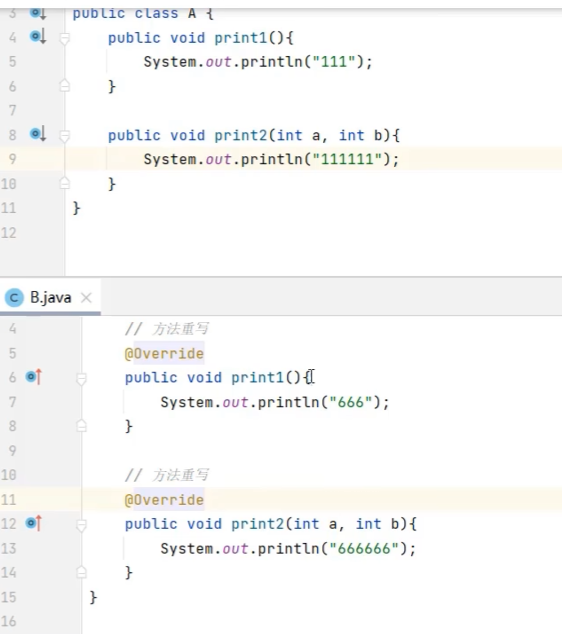 3 public class A {
4 public void print1(){
5 System.out.println("111");
6 }
7
8 public void print2(int a, int b){
9 System.out.println("111111");
10 }
11 }
12
C B.java ×
4 // 方法重写
5 @Override
6 public void print1(){
7 System.out.println("666");
8 }
9
10 // 方法重写
11 @Override
12 public void print2(int a, int b){
13 System.out.println("666666");
14 }
15 }
16